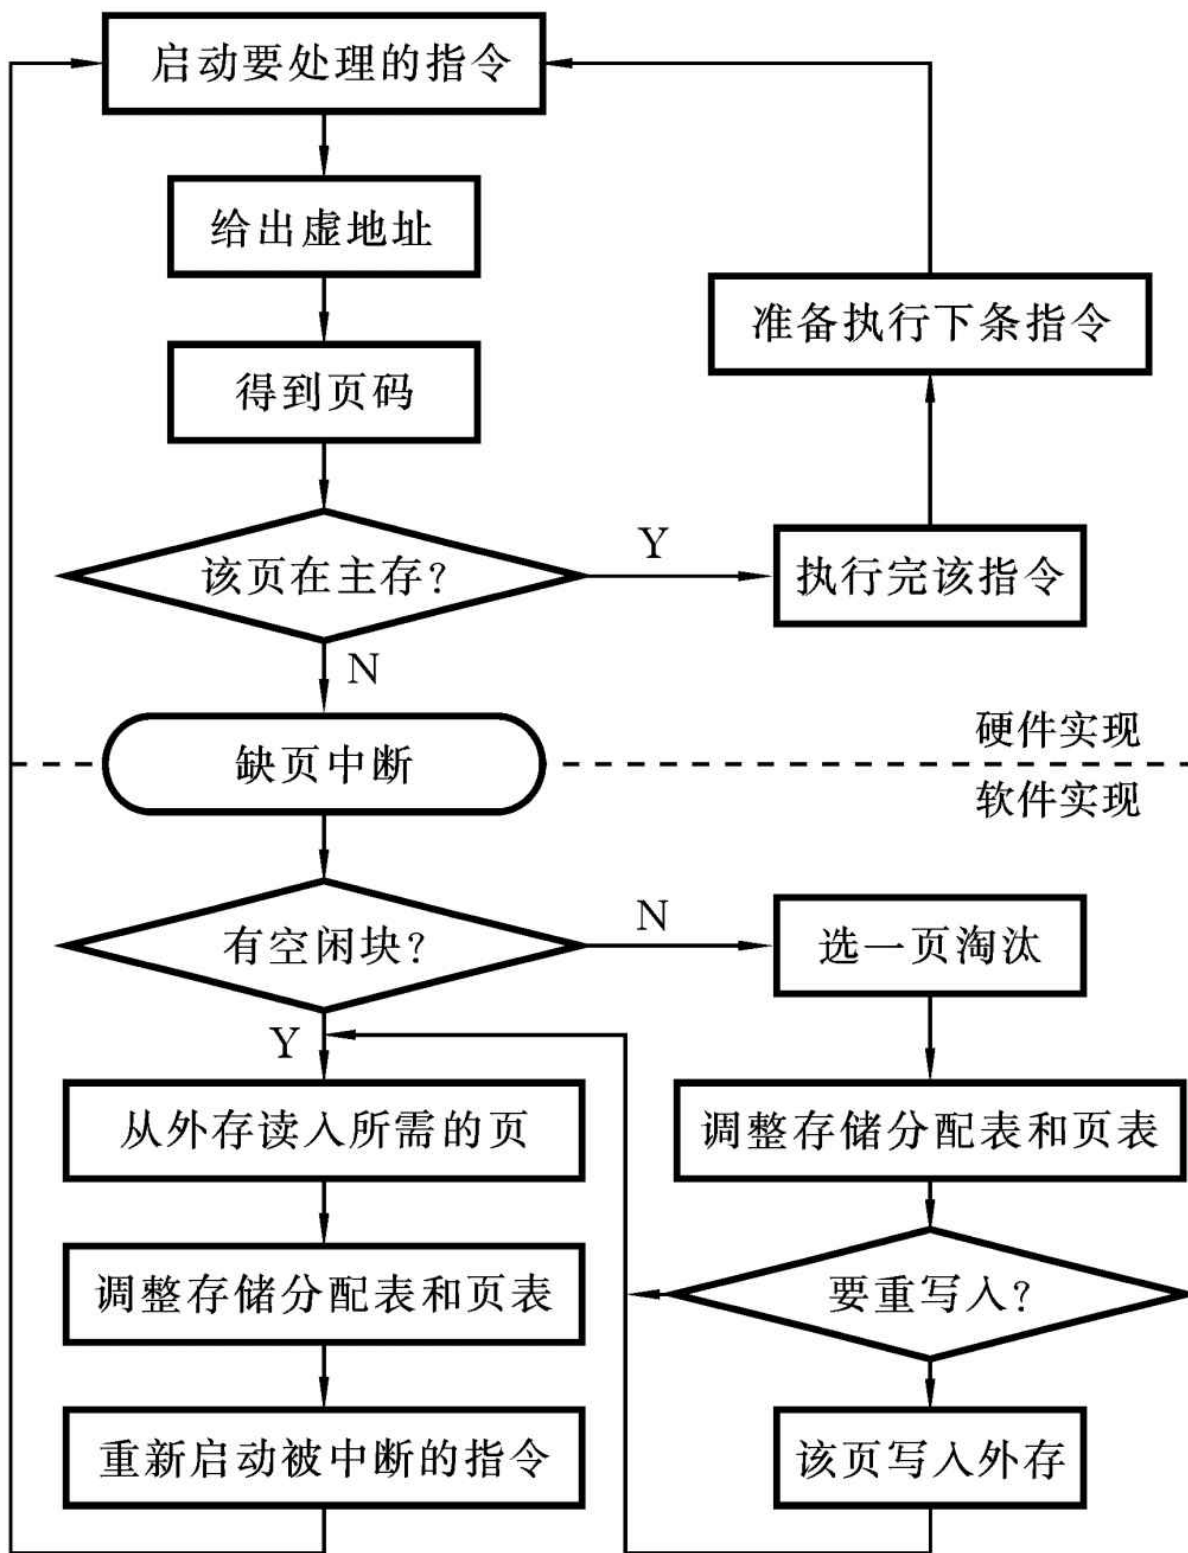 启动要处理的指令
给出虚地址
准备执行下条指令
得到页码
该页在主存?
Y
执行完该指令
N
缺页中断
硬件实现
软件实现
有空闲块?
N
选一页淘汰
Y
从外存读入所需的页
调整存储分配表和页表
调整存储分配表和页表
要重写入?
重新启动被中断的指令
该页写入外存